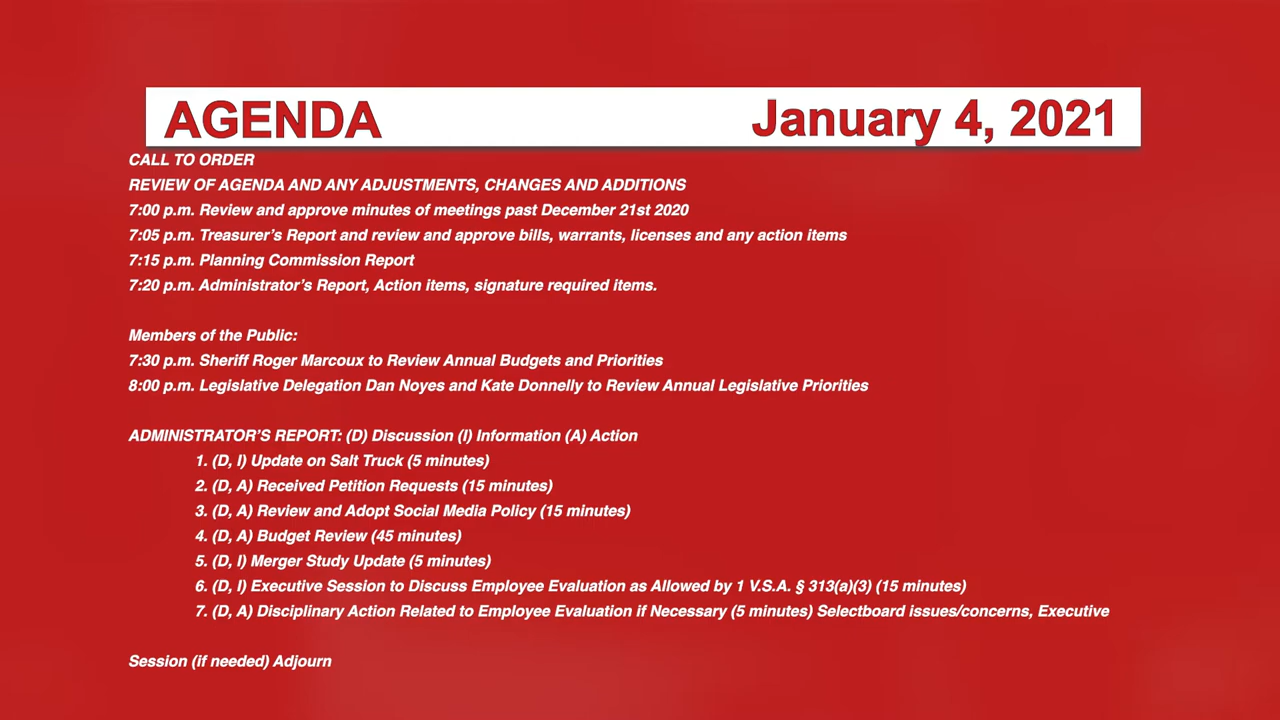 AGENDA January 4, 2021
CALL TO ORDER
REVIEW OF AGENDA AND ANY ADJUSTMENTS, CHANGES AND ADDITIONS
7:00 p.m. Review and approve minutes of meetings past December 21st 2020
7:05 p.m. Treasurer’s Report and review and approve bills, warrants, licenses and any action items
7:15 p.m. Planning Commission Report
7:20 p.m. Administrator’s Report, Action items, signature required items.
Members of the Public:
7:30 p.m. Sheriff Roger Marcoux to Review Annual Budgets and Priorities
8:00 p.m. Legislative Delegation Dan Noyes and Kate Donnelly to Review Annual Legislative Priorities
ADMINISTRATOR’S REPORT: (D) Discussion (I) Information (A) Action
1. (D, I) Update on Salt Truck (5 minutes)
2. (D, A) Received Petition Requests (15 minutes)
3. (D, A) Review and Adopt Social Media Policy (15 minutes)
4. (D, A) Budget Review (45 minutes)
5. (D, I) Merger Study Update (5 minutes)
6. (D, I) Executive Session to Discuss Employee Evaluation as Allowed by 1 V.S.A. § 313(a)(3) (15 minutes)
7. (D, A) Disciplinary Action Related to Employee Evaluation if Necessary (5 minutes) Selectboard issues/concerns, Executive
Session (if needed) Adjourn